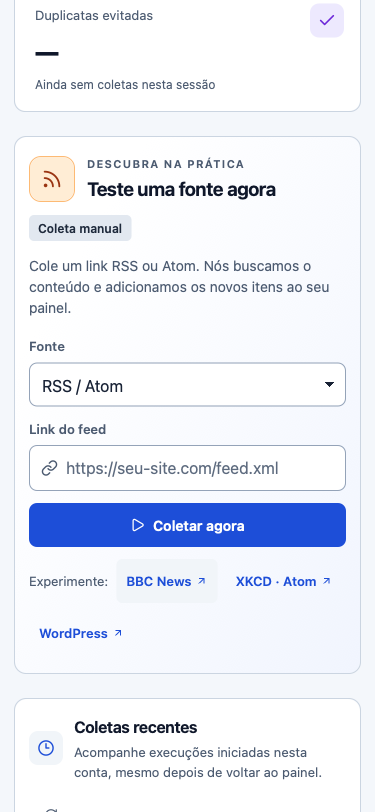 Duplicatas evitadas
—
Ainda sem coletas nesta sessão
DESCUBRA NA PRÁTICA
Teste uma fonte agora
Coleta manual
Cole um link RSS ou Atom. Nós buscamos o
conteúdo e adicionamos os novos itens ao seu
painel.
Fonte
RSS / Atom
Link do feed
https://seu-site.com/feed.xml
Coletar agora
Experimente: BBC News ↗ XKCD · Atom ↗
WordPress ↗
Coletas recentes
Acompanhe execuções iniciadas nesta
conta, mesmo depois de voltar ao painel.